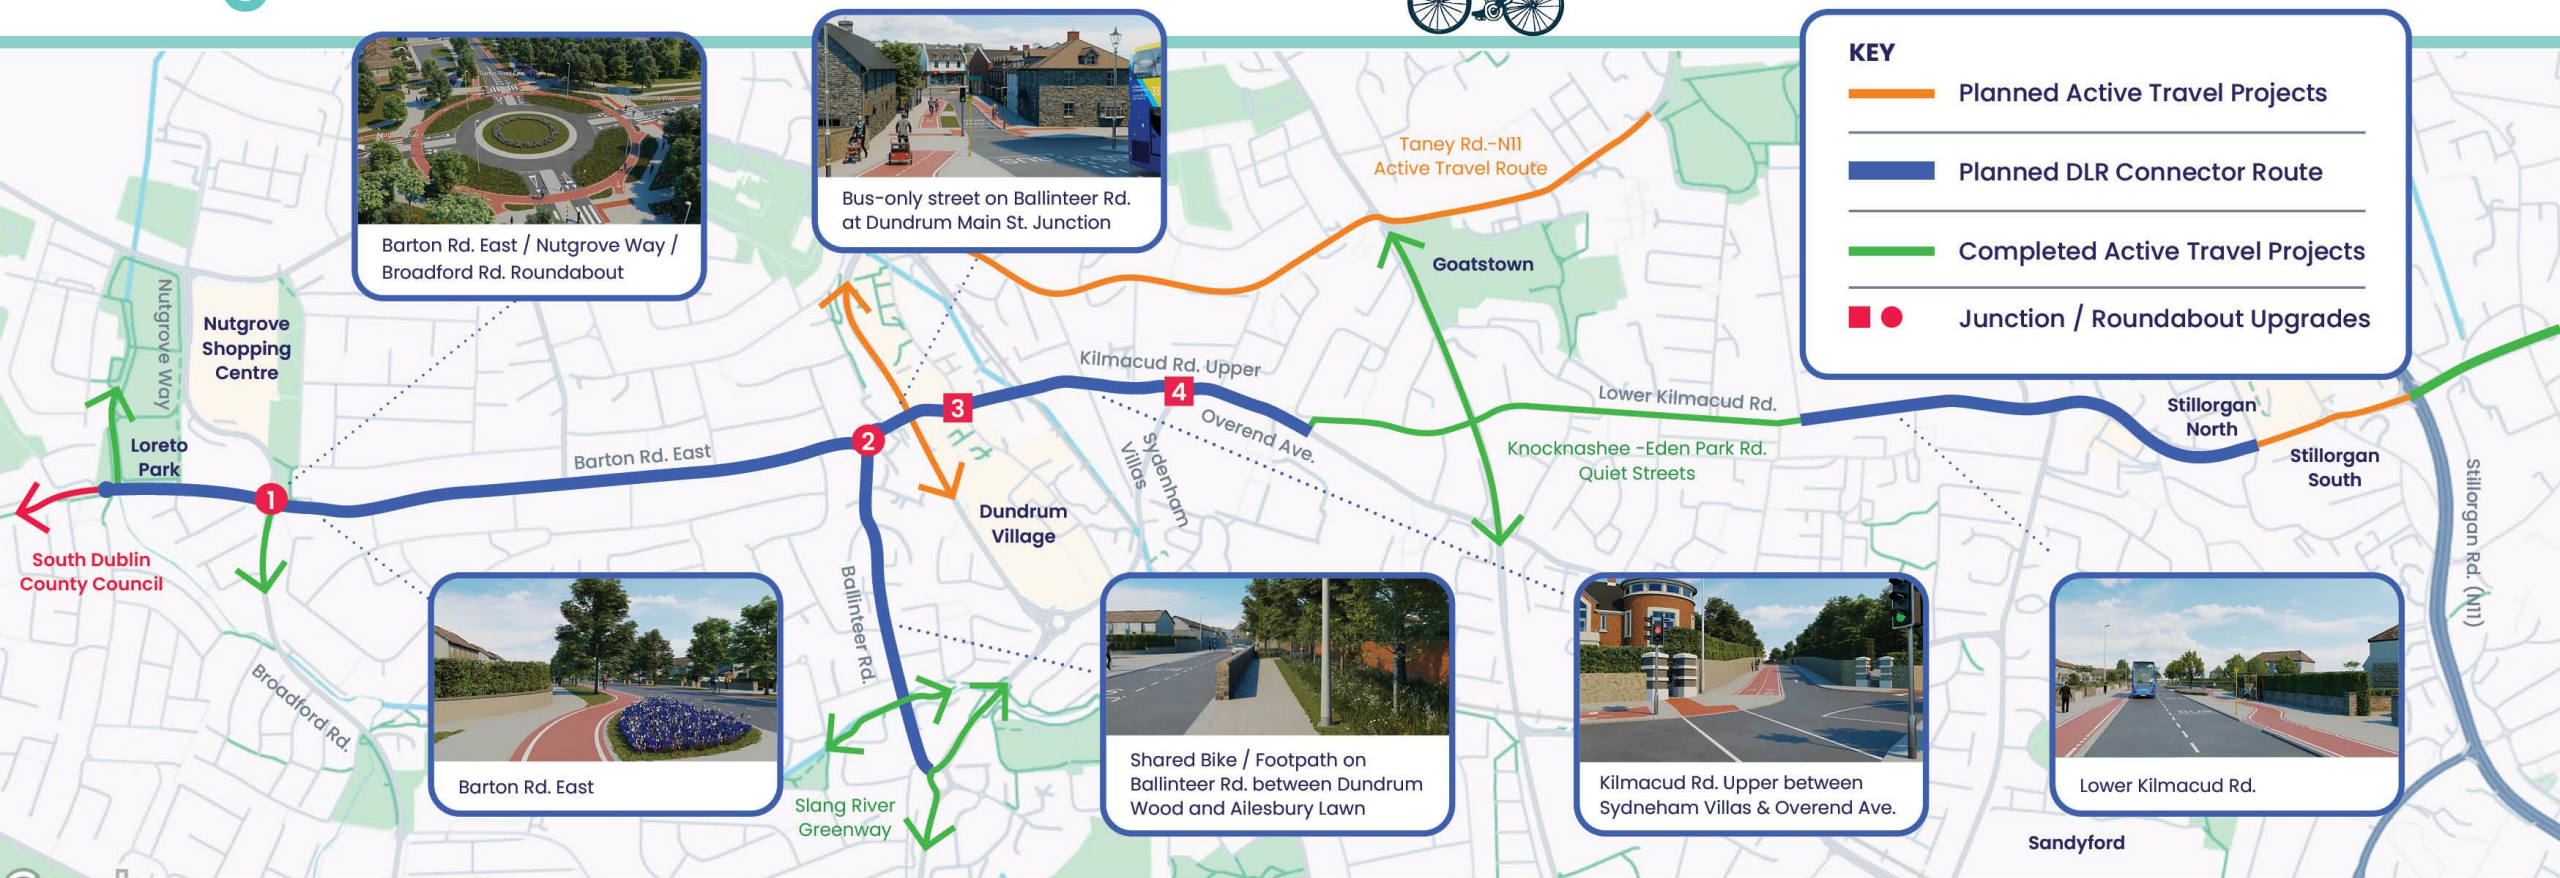 KEY
Planned Active Travel Projects
Planned DLR Connector Route
Completed Active Travel Projects
Junction / Roundabout Upgrades
Barton Rd. East / Nutgrove Way /
Broadford Rd. Roundabout
Bus-only street on Ballinteer Rd.
at Dundrum Main St. Junction
Taney Rd.-N11
Active Travel Route
Goatstown
Nutgrove Way
Nutgrove
Shopping
Centre
Loreto
Park
1
South Dublin
County Council
Barton Rd. East
2
3
Kilmacud Rd. Upper
4
Overend Ave.
Sydenham
Villas
Dundrum
Village
Lower Kilmacud Rd.
Knocknashee -Eden Park Rd.
Quiet Streets
Stillorgan
North
Stillorgan
South
Stillorgan Rd. (N11)
Ballinteer Rd.
Broadford Rd.
Barton Rd. East
Slang River
Greenway
Shared Bike / Footpath on
Ballinteer Rd. between Dundrum
Wood and Ailesbury Lawn
Kilmacud Rd. Upper between
Sydneham Villas & Overend Ave.
Lower Kilmacud Rd.
Sandyford